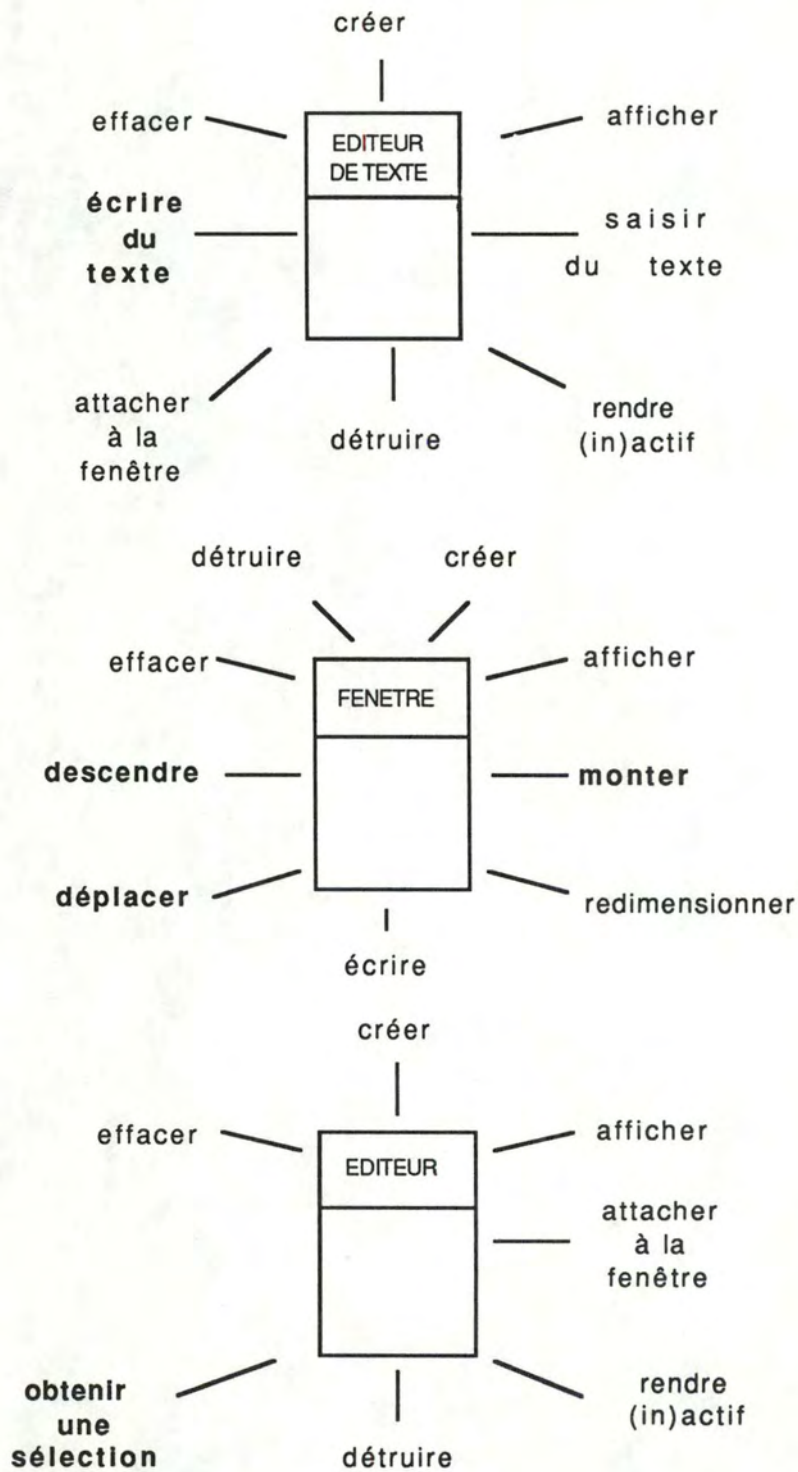 créer
effacer
afficher
EDITEUR
DE TEXTE
écrire
du
texte
saisir
du texte
attacher
à la
fenêtre
détruire
rendre
(in)actif
détruire
créer
effacer
afficher
FENETRE
descendre
monter
déplacer
redimensionner
écrire
créer
effacer
afficher
EDITEUR
attacher
à la
fenêtre
obtenir
une
sélection
détruire
rendre
(in)actif